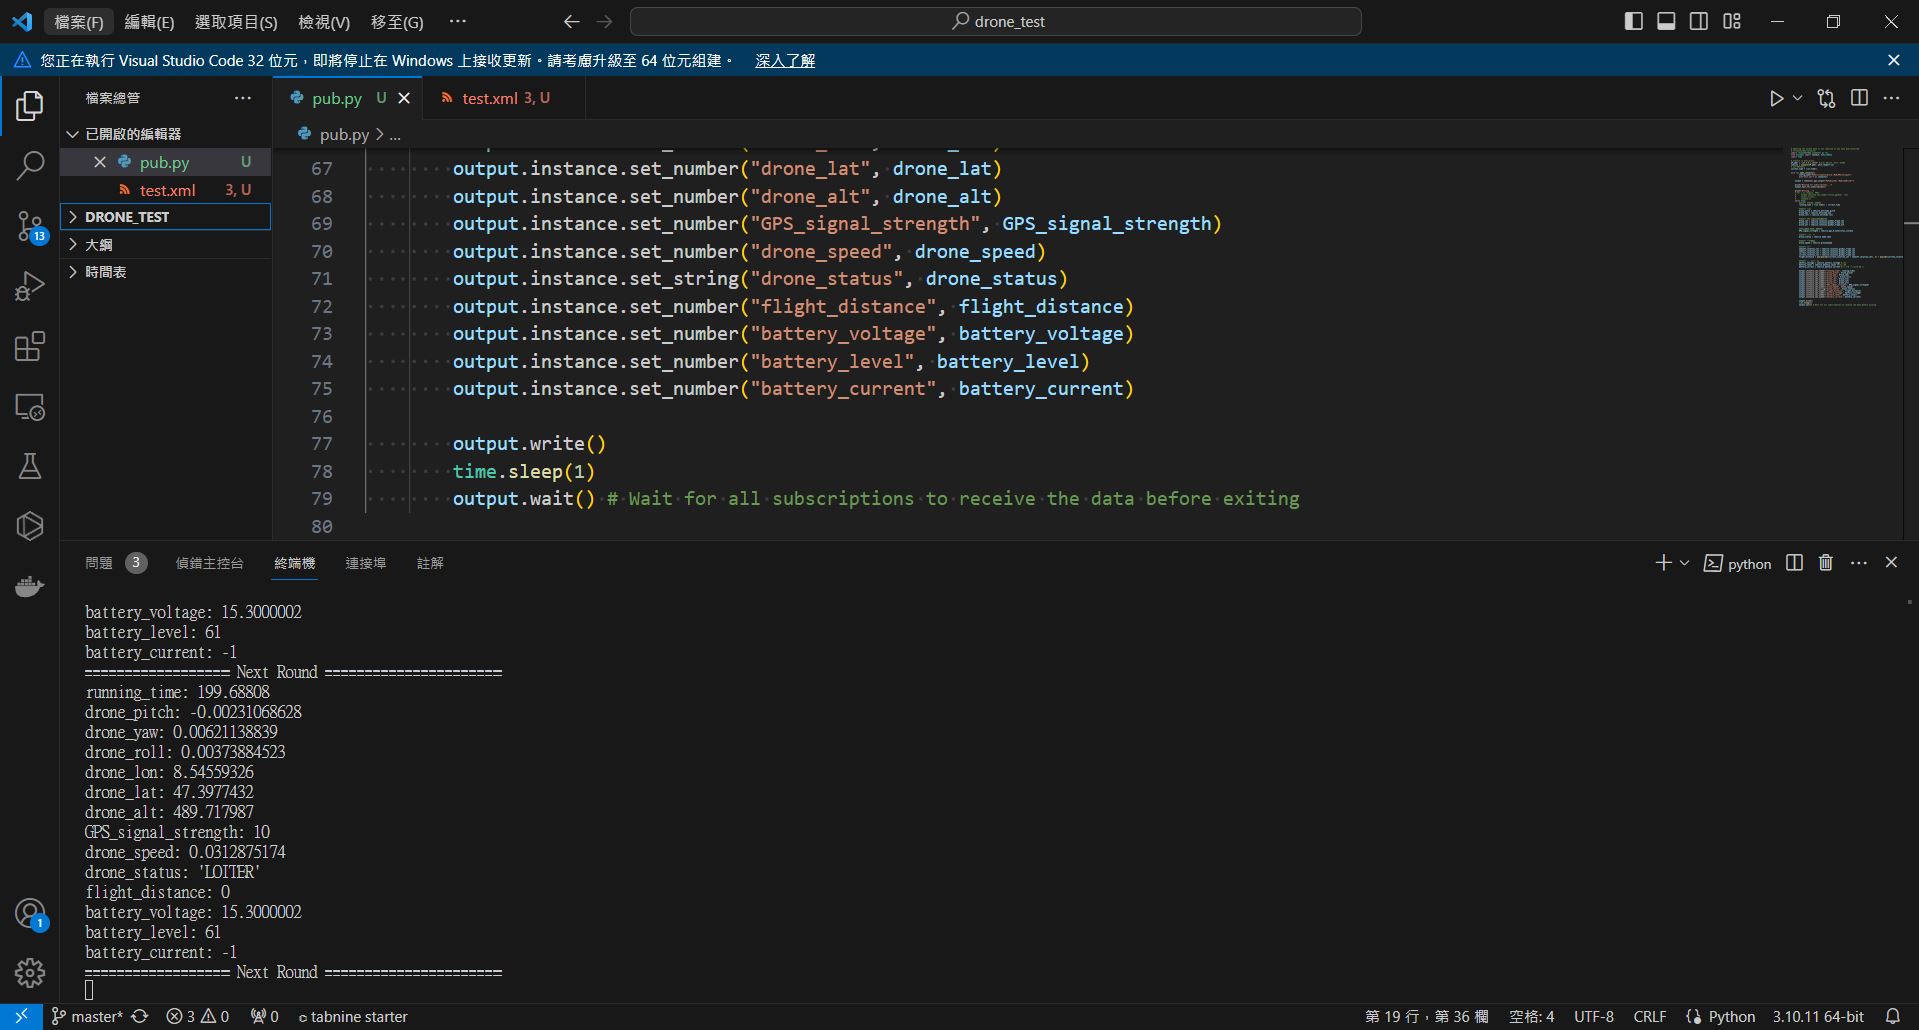 檔案(F) 編輯(E) 選取項目(S) 檢視(V) 移至(G) ··· drone_test
您正在執行 Visual Studio Code 32 位元，即將停止在 Windows 上接收更新。請考慮升級至 64 位元組建。 深入了解
檔案總管 ···
已開啟的編輯器
pub.py U
test.xml 3, U
DRONE_TEST
大綱
時間表
13
1
pub.py U test.xml 3, U
pub.py > ...
67 output.instance.set_number("drone_lat", drone_lat)
68 output.instance.set_number("drone_alt", drone_alt)
69 output.instance.set_number("GPS_signal_strength", GPS_signal_strength)
70 output.instance.set_number("drone_speed", drone_speed)
71 output.instance.set_string("drone_status", drone_status)
72 output.instance.set_number("flight_distance", flight_distance)
73 output.instance.set_number("battery_voltage", battery_voltage)
74 output.instance.set_number("battery_level", battery_level)
75 output.instance.set_number("battery_current", battery_current)
76
77 output.write()
78 time.sleep(1)
79 output.wait() # Wait for all subscriptions to receive the data before exiting
80
問題 3 偵錯主控台 終端機 連接埠 註解 python
battery_voltage: 15.3000002
battery_level: 61
battery_current: -1
================== Next Round ======================
running_time: 199.68808
drone_pitch: -0.00231068628
drone_yaw: 0.00621138839
drone_roll: 0.00373884523
drone_lon: 8.54559326
drone_lat: 47.3977432
drone_alt: 489.717987
GPS_signal_strength: 10
drone_speed: 0.0312875174
drone_status: 'LOITER'
flight_distance: 0
battery_voltage: 15.3000002
battery_level: 61
battery_current: -1
================== Next Round ======================
master* 3 0 0 tabnine starter 第 19 行，第 36 欄 空格: 4 UTF-8 CRLF Python 3.10.11 64-bit